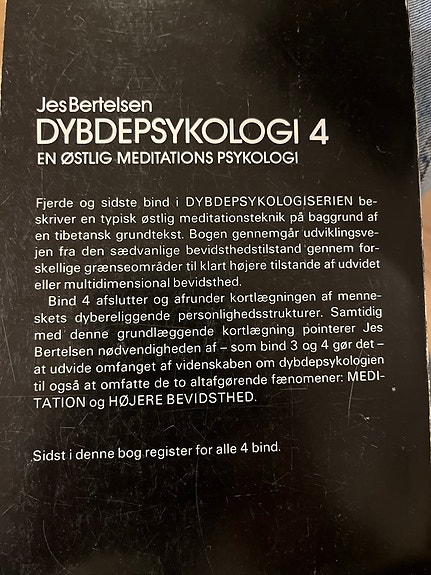 Jes Bertelsen
DYBDEPSYKOLOGI 4
EN ØSTLIG MEDITATIONS PSYKOLOGI
Fjerde og sidste bind i DYBDEPSYKOLOGISERIEN be-
skriver en typisk østlig meditationsteknik på baggrund af
en tibetansk grundtekst. Bogen gennemgår udviklingsve-
jen fra den sædvanlige bevidsthedstilstand gennem for-
skellige grænseområder til klart højere tilstande af udvidet
eller multidimensional bevidsthed.
Bind 4 afslutter og afrunder kortlægningen af menne-
skets dybereliggende personlighedsstrukturer. Samtidig
med denne grundlæggende kortlægning pointerer Jes
Bertelsen nødvendigheden af – som bind 3 og 4 gør det –
at udvide omfanget af videnskaben om dybdepsykologien
til også at omfatte de to altafgørende fænomener: MEDI-
TATION og HØJERE BEVIDSTHED.
Sidst i denne bog register for alle 4 bind.